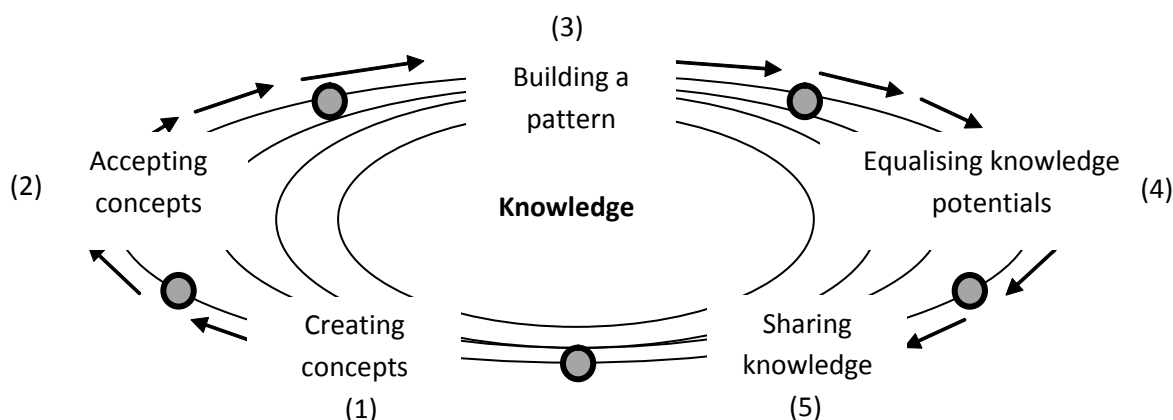 (3)
Building a
pattern
Accepting
concepts
(2)
Equalising knowledge
potentials
(4)
Knowledge
Creating
concepts
(1)
Sharing
knowledge
(5)